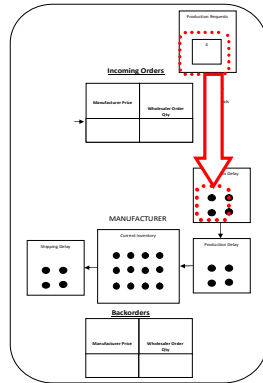 Production Requests
4
Incoming Orders
Manufacturer Price
Wholesaler Order
Qty
MANUFACTURER
Current Inventory
Shipping Delay
Production Delay
Backorders
Manufacturer Price
Wholesaler Order
Qty